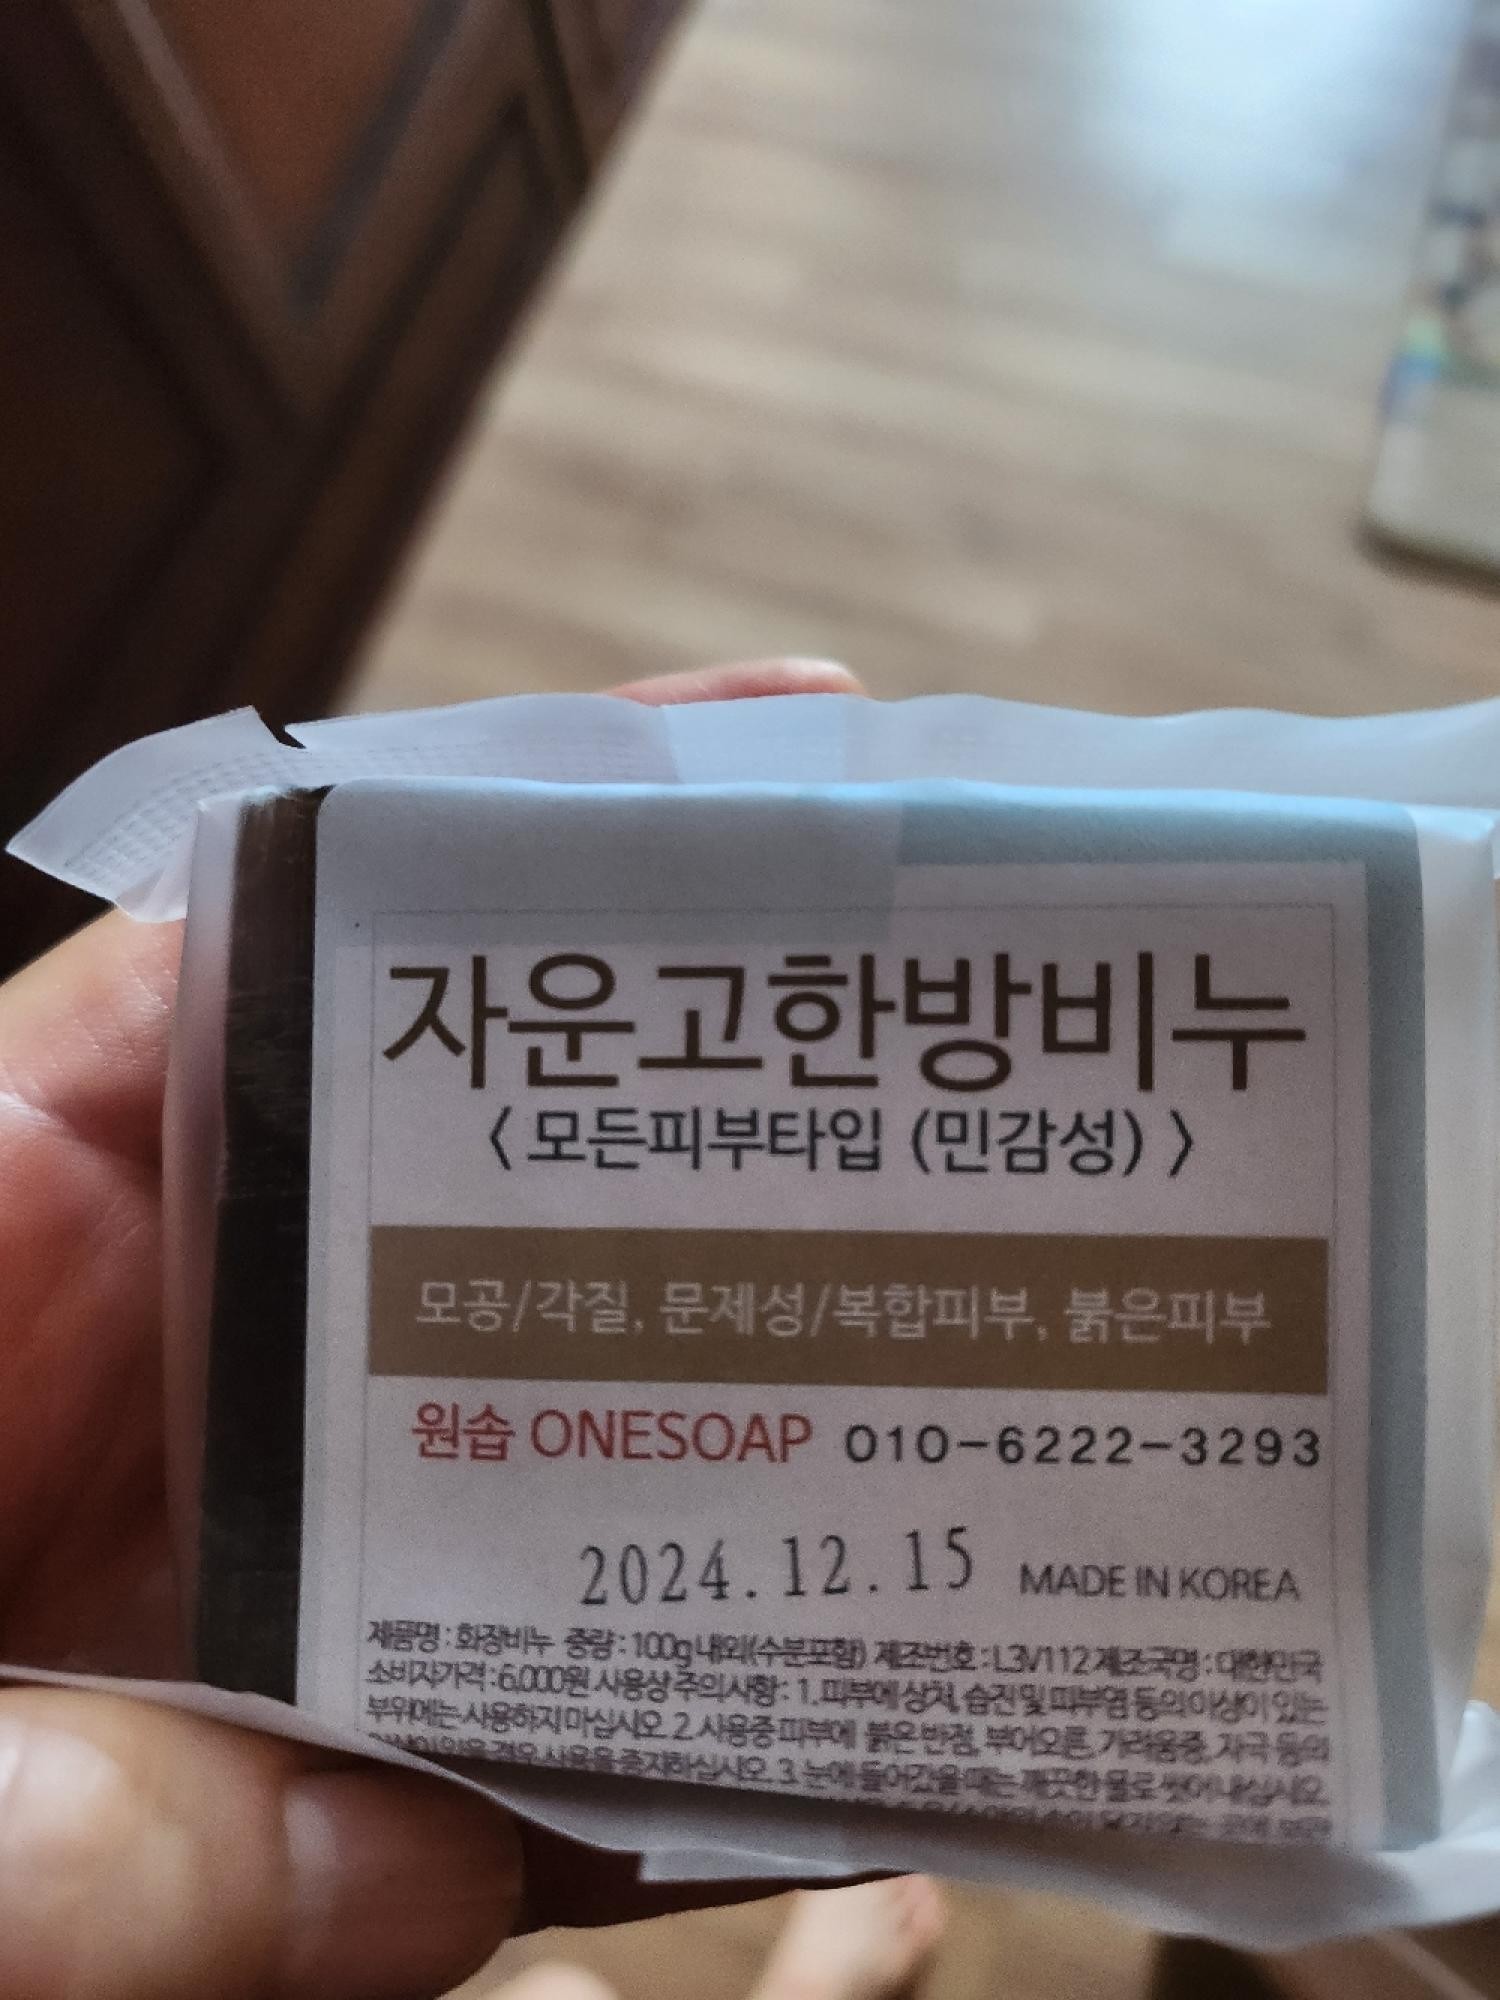 자운고한방비누
〈 모든피부타입 (민감성) 〉
모공/각질, 문제성/복합피부, 붉은피부
원솝 ONESOAP 010-6222-3293
2024.12.15 MADE IN KOREA
제품명 : 화장비누 중량 : 100g 내외(수분포함) 제조번호 : L3V112 제조국명 : 대한민국
소비자가격 : 6,000원 사용상 주의사항 : 1. 피부에 상처, 습진 및 피부염 등의 이상이 있는
부위에는 사용하지 마십시오. 2. 사용 중 피부에 붉은 반점, 부어오름, 가려움증, 자극 등의
이상이 있을 경우 사용을 중지하십시오. 3. 눈에 들어갔을 때는 깨끗한 물로 씻어 내십시오.